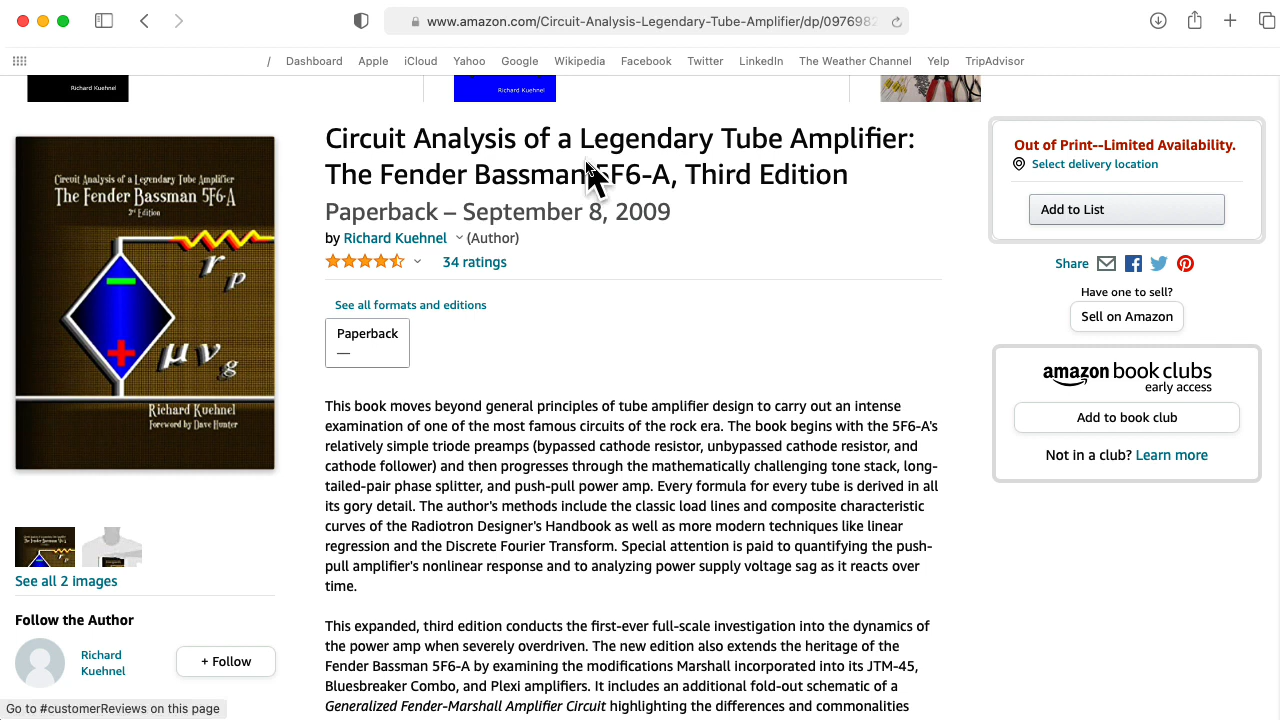 www.amazon.com/Circuit-Analysis-Legendary-Tube-Amplifier/dp/097698
/ Dashboard Apple iCloud Yahoo Google Wikipedia Facebook Twitter LinkedIn The Weather Channel Yelp TripAdvisor
Richard Kuehnel
Richard Kuehnel
Circuit Analysis of a Legendary Tube Amplifier:
The Fender Bassman 5F6-A, Third Edition
Paperback – September 8, 2009
by Richard Kuehnel (Author)
34 ratings
See all formats and editions
Paperback
—
This book moves beyond general principles of tube amplifier design to carry out an intense
examination of one of the most famous circuits of the rock era. The book begins with the 5F6-A's
relatively simple triode preamps (bypassed cathode resistor, unbypassed cathode resistor, and
cathode follower) and then progresses through the mathematically challenging tone stack, long-
tailed-pair phase splitter, and push-pull power amp. Every formula for every tube is derived in all
its gory detail. The author's methods include the classic load lines and composite characteristic
curves of the Radiotron Designer's Handbook as well as more modern techniques like linear
regression and the Discrete Fourier Transform. Special attention is paid to quantifying the push-
pull amplifier's nonlinear response and to analyzing power supply voltage sag as it reacts over
time.
This expanded, third edition conducts the first-ever full-scale investigation into the dynamics of
the power amp when severely overdriven. The new edition also extends the heritage of the
Fender Bassman 5F6-A by examining the modifications Marshall incorporated into its JTM-45,
Bluesbreaker Combo, and Plexi amplifiers. It includes an additional fold-out schematic of a
Generalized Fender-Marshall Amplifier Circuit highlighting the differences and commonalities
Circuit Analysis of a Legendary Tube Amplifier
The Fender Bassman 5F6-A
3rd Edition
r p
μ v g
Richard Kuehnel
Foreword by Dave Hunter
See all 2 images
Follow the Author
Richard
Kuehnel
+ Follow
Out of Print--Limited Availability.
Select delivery location
Add to List
Share
Have one to sell?
Sell on Amazon
amazon book clubs
early access
Add to book club
Not in a club? Learn more
Go to #customerReviews on this page